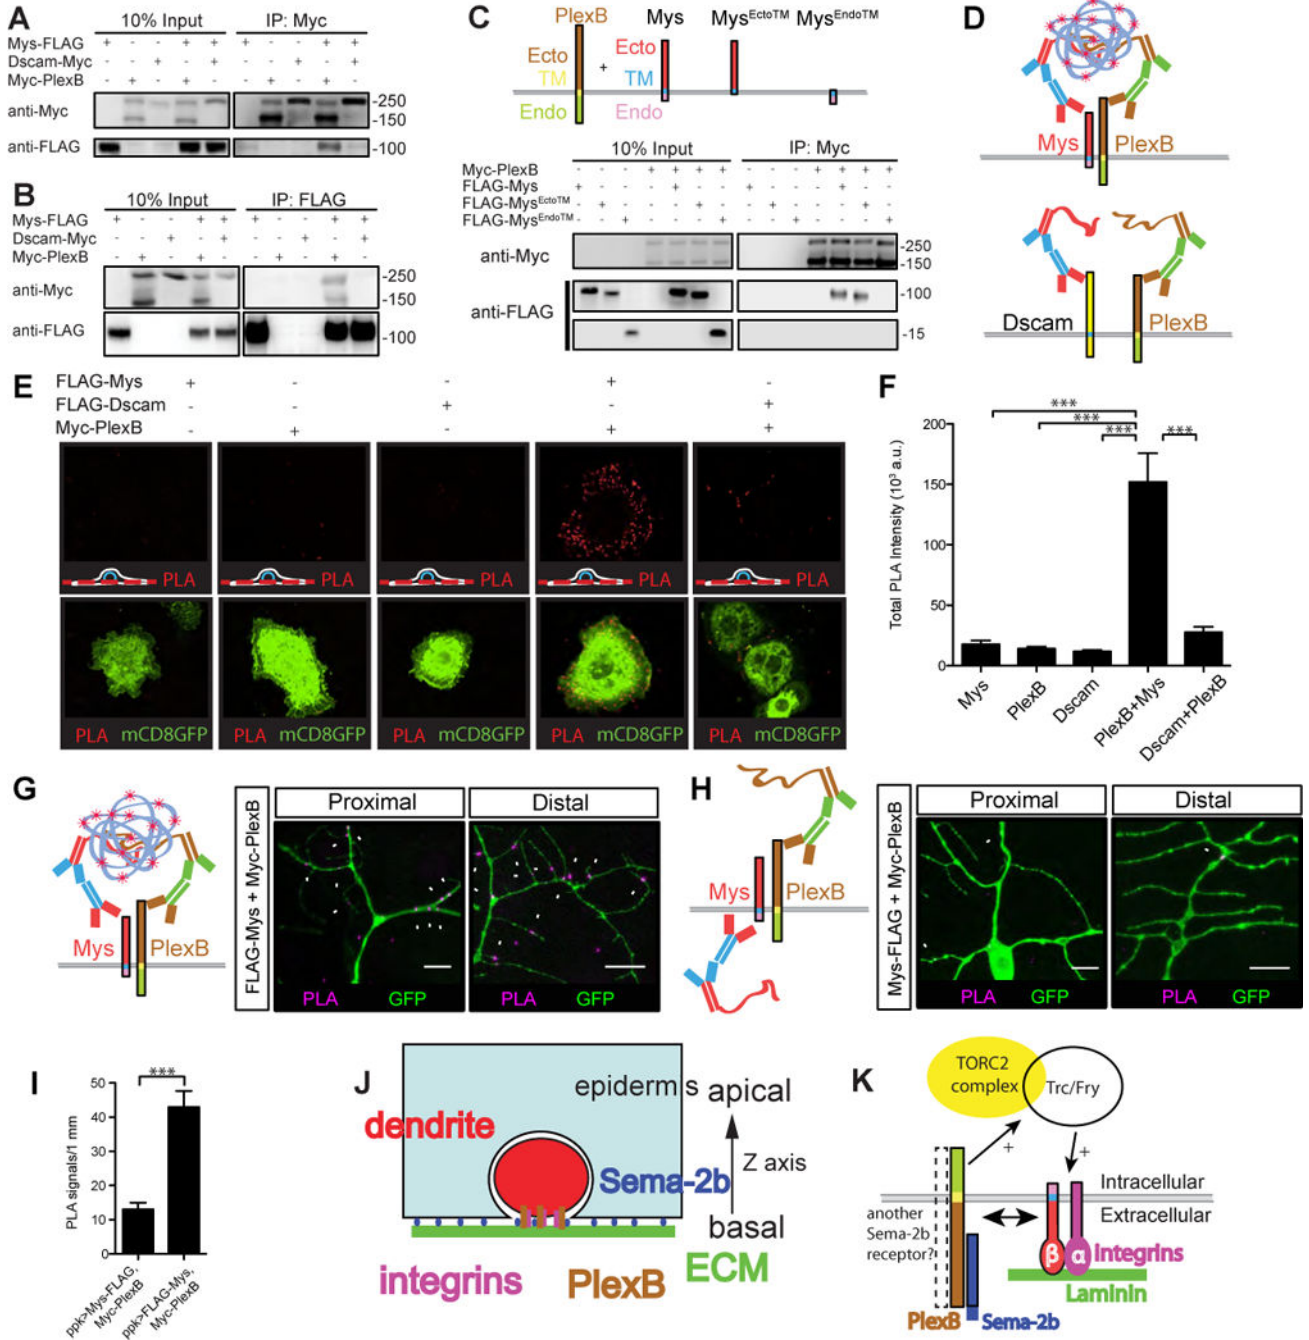 A
10% Input
IP: Myc
Mys-FLAG + - - + + + - - + +
Dscam-Myc - - + - + - - + - +
Myc-PlexB - + - + - - + - + -
anti-Myc
-250
-150
anti-FLAG
-100
B
10% Input
IP: FLAG
Mys-FLAG + - - + + + - - + +
Dscam-Myc - - + - + - - + - +
Myc-PlexB - + - + - - + - + -
anti-Myc
250
150
anti-FLAG
-100
C
PlexB
Mys
Mys^EctoTM
Mys^EndoTM
Ecto
TM
Endo
+
Ecto
TM
Endo
10% Input
IP: Myc
Myc-PlexB - - - + + + + - - - + + + +
FLAG-Mys + - - - + - - + - - - + - -
FLAG-Mys^EctoTM - + - - - + - - + - - - + -
FLAG-Mys^EndoTM - - + - - - + - - + - - - +
anti-Myc
-250
-150
anti-FLAG
-100
-15
D
Mys
PlexB
Dscam
PlexB
E
FLAG-Mys + - - + -
FLAG-Dscam - - + - +
Myc-PlexB - + - + +
PLA
PLA
PLA
PLA
PLA
PLA mCD8GFP
PLA mCD8GFP
PLA mCD8GFP
PLA mCD8GFP
PLA mCD8GFP
F
***
***
***
***
Total PLA Intensity (10³ a.u.)
200
150
100
50
0
Mys
PlexB
Dscam
PlexB+Mys
Dscam+PlexB
G
Mys
PlexB
FLAG-Mys + Myc-PlexB
Proximal
Distal
PLA GFP
PLA GFP
H
Mys
PlexB
Mys-FLAG + Myc-PlexB
Proximal
Distal
PLA GFP
PLA GFP
I
***
PLA signals/1 mm
50
40
30
20
10
0
ppk>Mys-FLAG,
Myc-PlexB
ppk>FLAG-Mys,
Myc-PlexB
J
epiderm s
apical
dendrite
Z axis
Sema-2b
basal
integrins
PlexB
ECM
K
TORC2
complex
Trc/Fry
+
+
Intracellular
Extracellular
another
Sema-2b
receptor?
β
α
Integrins
Laminin
PlexB
Sema-2b